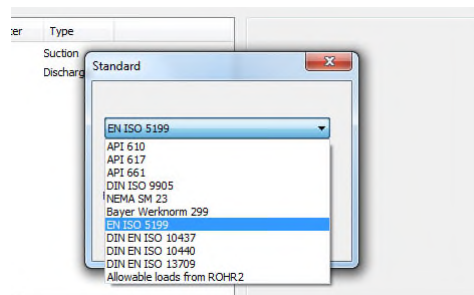 Type
Suction
Standard
EN ISO 5199
API 610
API 617
API 661
DIN ISO 9905
NEMA SM 23
Bayer Werknorm 299
EN ISO 5199
DIN EN ISO 10437
DIN EN ISO 10440
DIN EN ISO 13709
Allowable loads from ROHR2